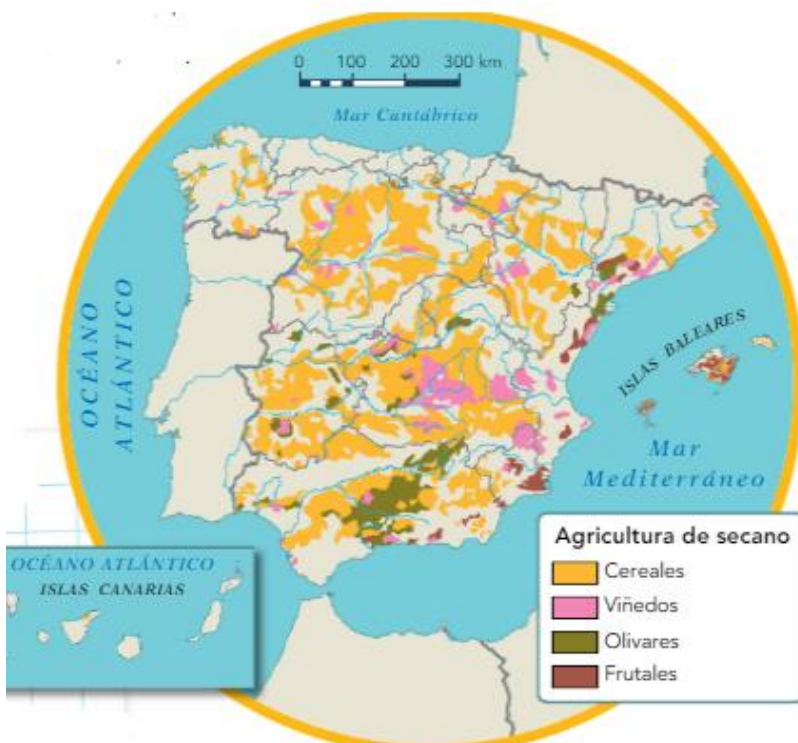 0 100 200 300 km
Mar Cantábrico
OCÉANO
ATLÁNTICO
ISLAS BALEARES
Mar
Mediterráneo
OCÉANO ATLÁNTICO
ISLAS CANARIAS
Agricultura de secano
Cereales
Viñedos
Olivares
Frutales